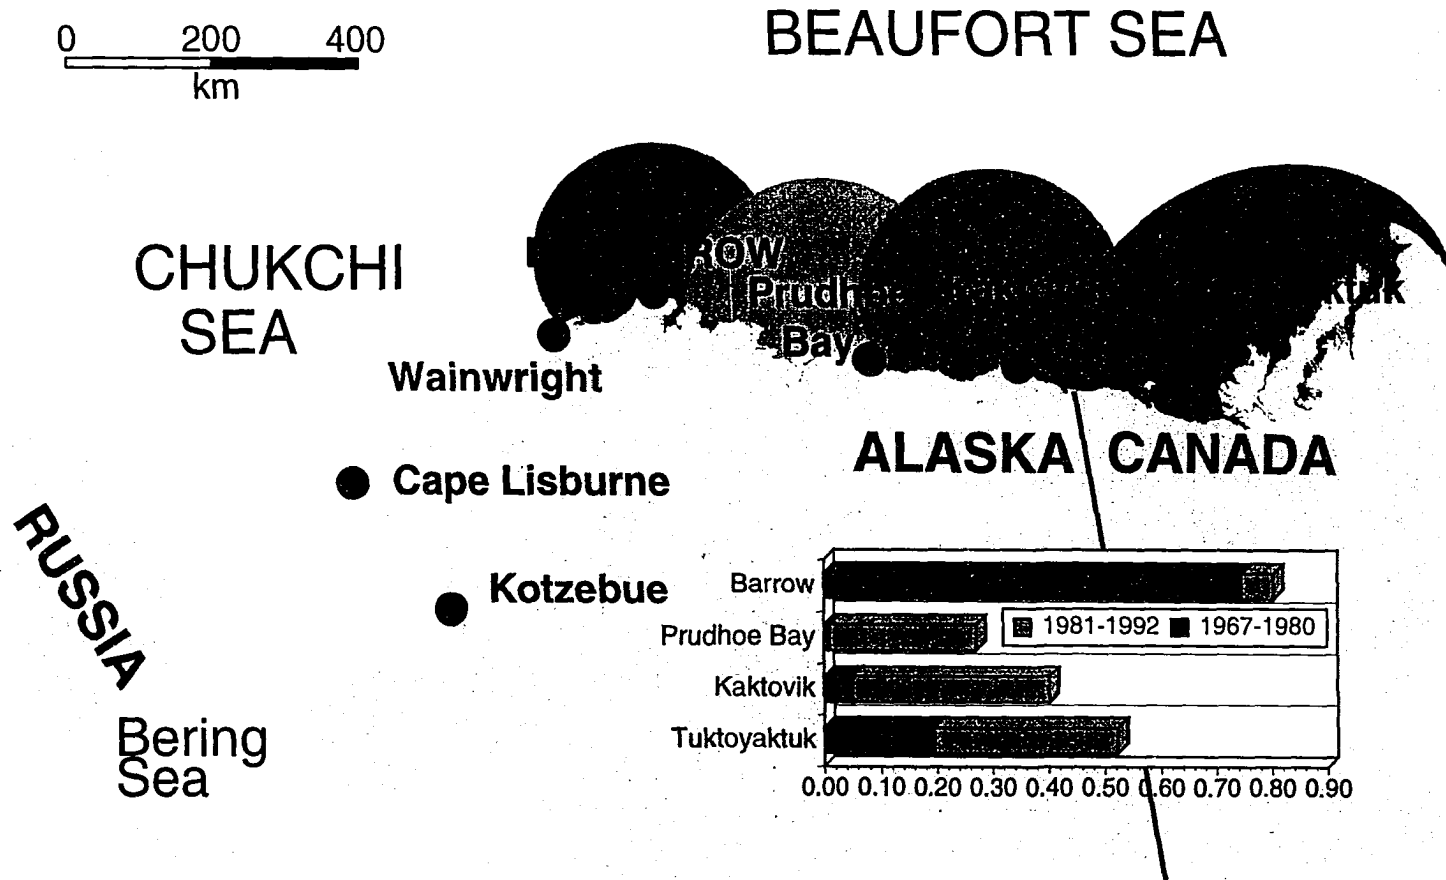 BEAUFORT SEA
0 200 400
km
CHUKCHI
SEA
ROW
Prudhoe
ktuk
Bay
Wainwright
ALASKA CANADA
Cape Lisburne
RUSSIA
Kotzebue
Barrow
1981-1992 1967-1980
Prudhoe Bay
Kaktovik
Tuktoyaktuk
0.00 0.10 0.20 0.30 0.40 0.50 0.60 0.70 0.80 0.90
Bering
Sea